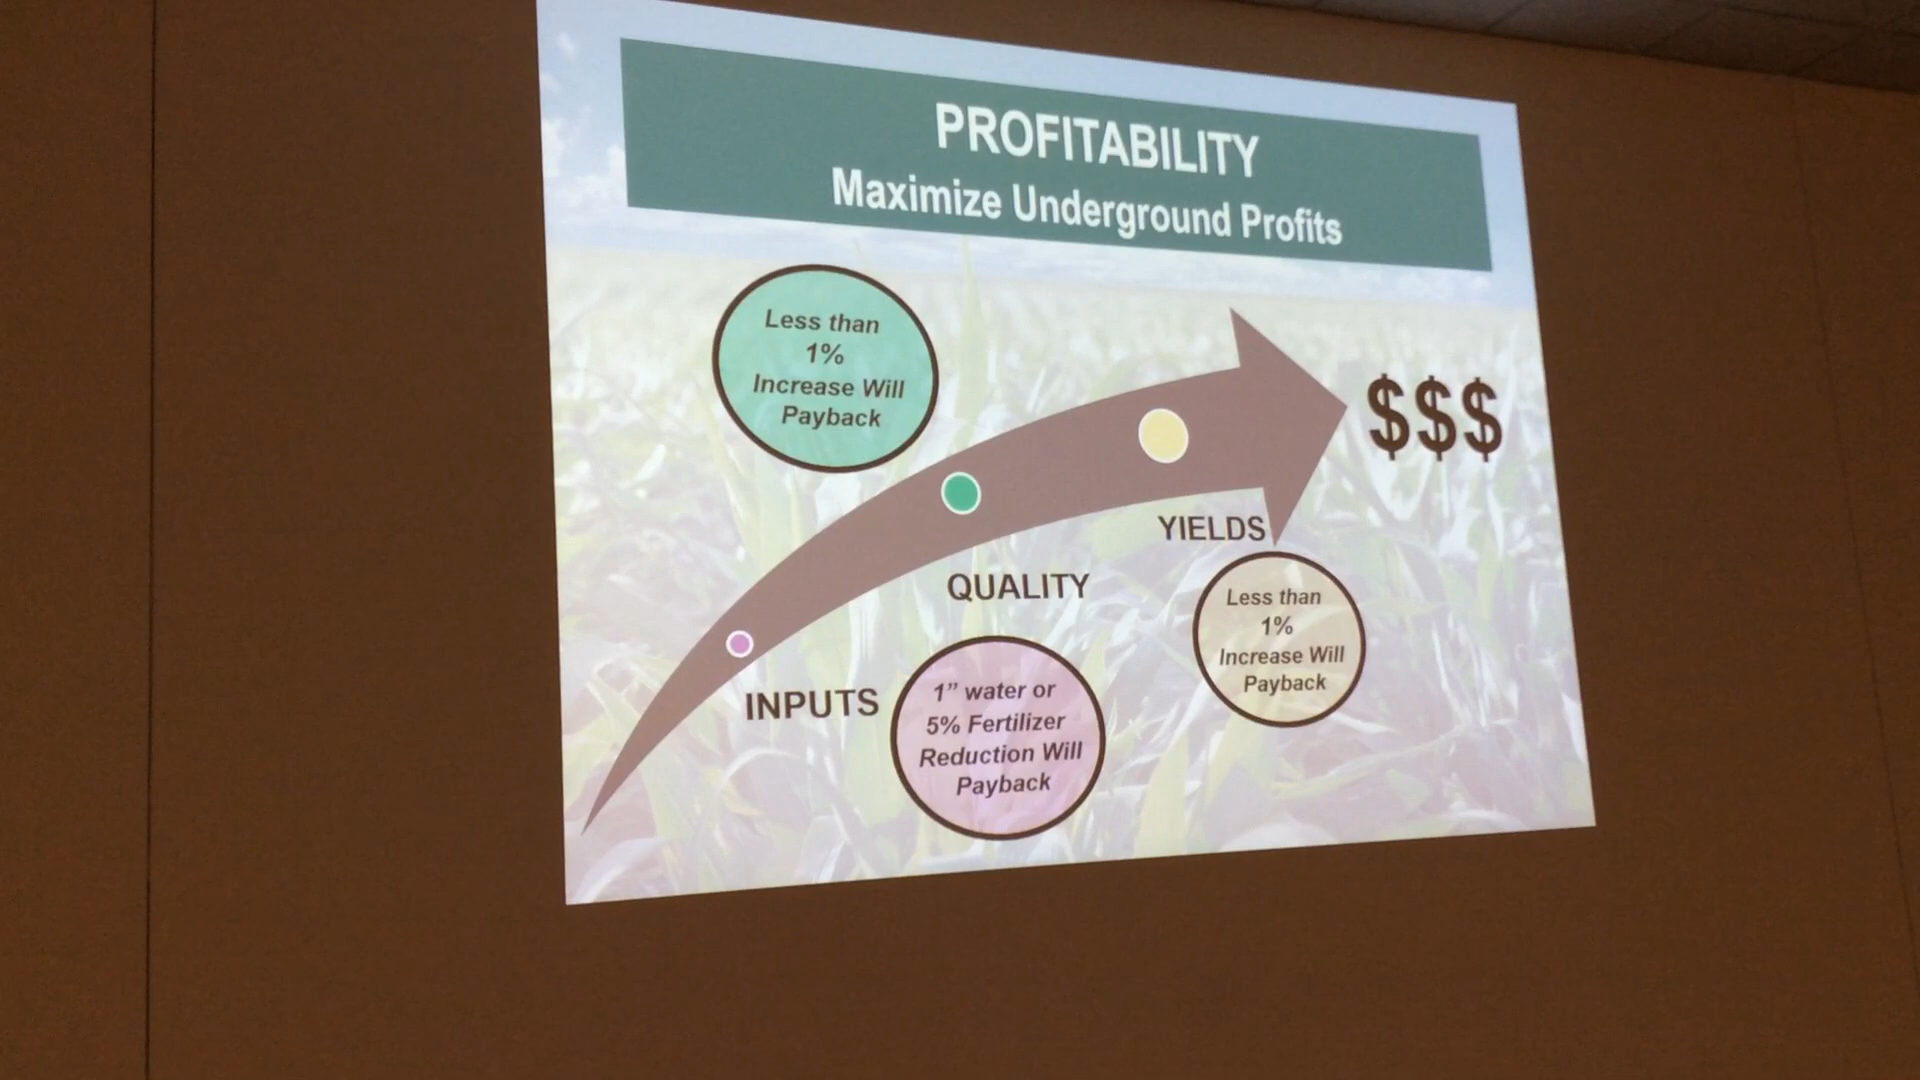 PROFITABILITY
Maximize Underground Profits
Less than
1%
Increase Will
Payback
$$$
YIELDS
QUALITY
Less than
1%
Increase Will
Payback
INPUTS
1” water or
5% Fertilizer
Reduction Will
Payback